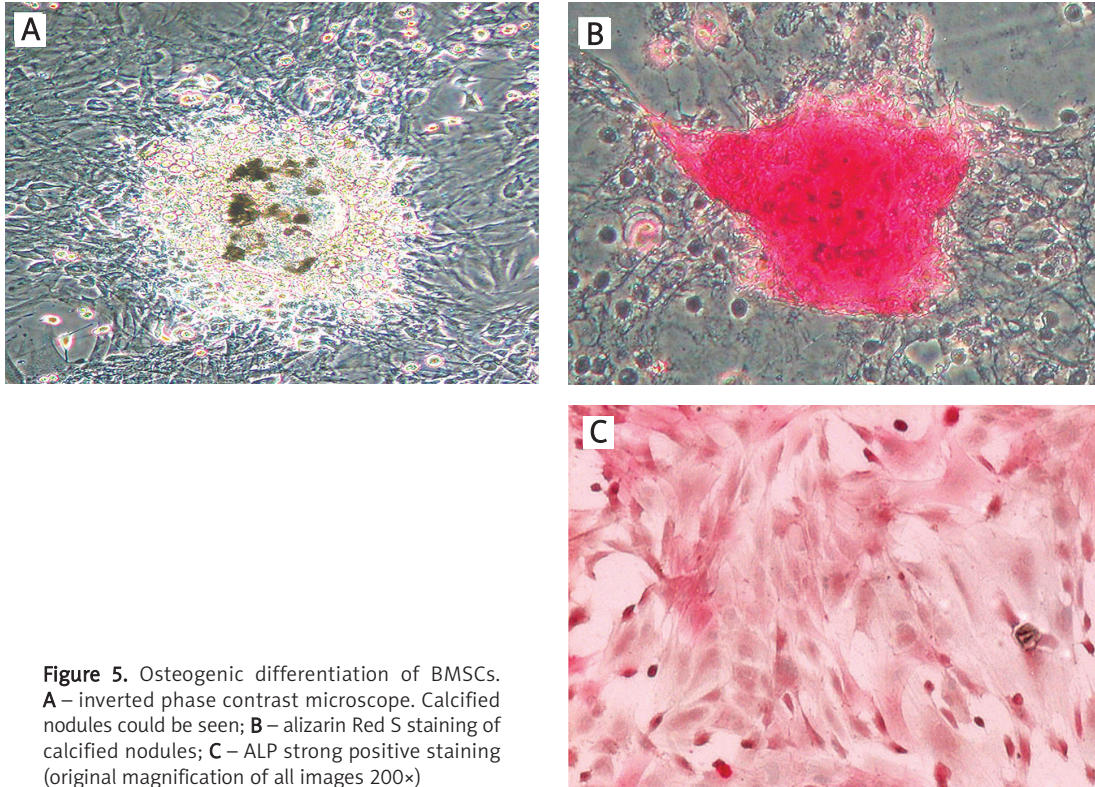 A
B
C
Figure 5. Osteogenic differentiation of BMSCs.
A – inverted phase contrast microscope. Calcified
nodules could be seen; B – alizarin Red S staining of
calcified nodules; C – ALP strong positive staining
(original magnification of all images 200×)